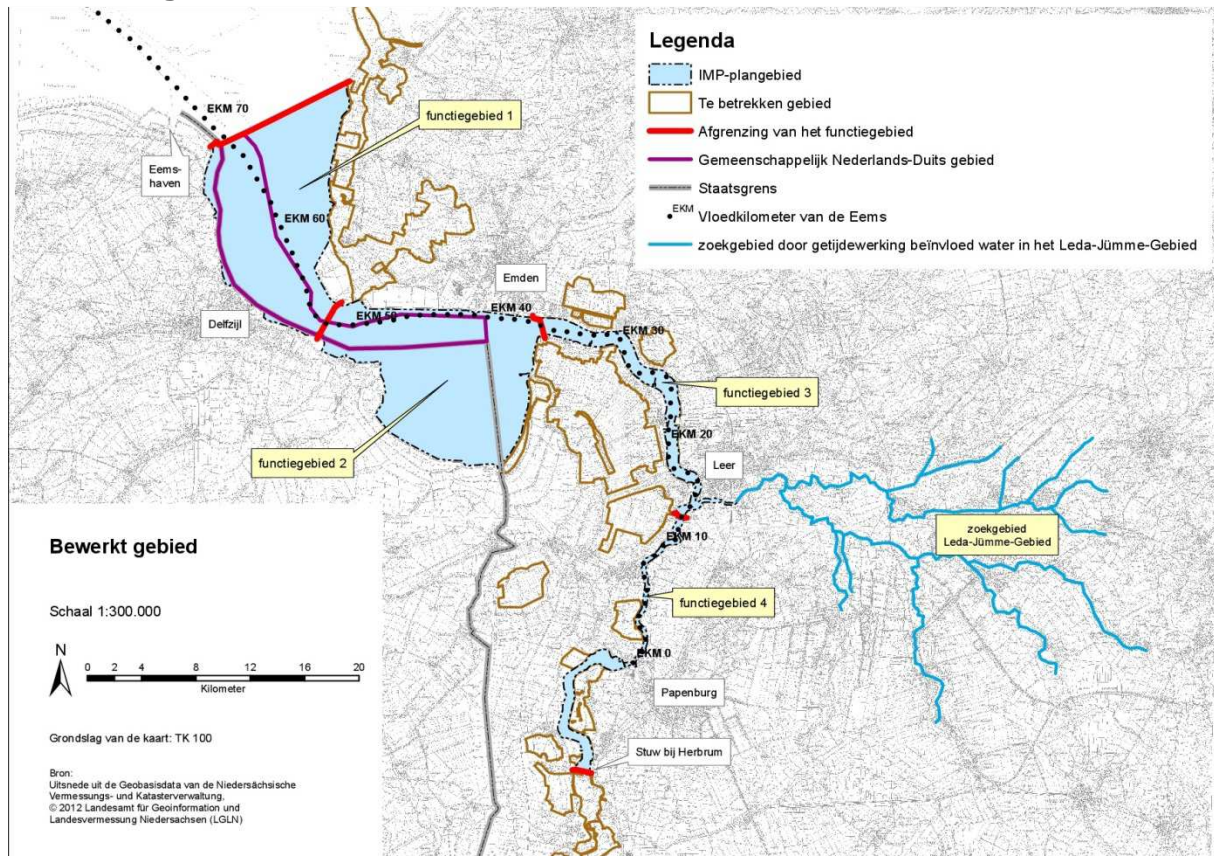 Legenda
IMP-plangebied
Te betrekken gebied
Afgrenzing van het functiegebied
Gemeenschappelijk Nederlands-Duits gebied
Staatsgrens
EKM Vloedkilometer van de Eems
zoekgebied door getijdewerking beïnvloed water in het Leda-Jümme-Gebied
EKM 70
functiegebied 1
Eems-
haven
EKM 60
Emden
EKM 40
EKM 50
Delfzijl
EKM 30
functiegebied 3
EKM 20
functiegebied 2
Leer
EKM 10
zoekgebied
Leda-Jümme-Gebied
functiegebied 4
EKM 0
Papenburg
Stuw bij Herbrum
Bewerkt gebied
Schaal 1:300.000
N
0 2 4 8 12 16 20
Kilometer
Grondslag van de kaart: TK 100
Bron:
Uitsnede uit de Geobasisdata van de Niedersächsische
Vermessungs- und Katasterverwaltung,
© 2012 Landesamt für Geoinformation und
Landesvermessung Niedersachsen (LGLN)